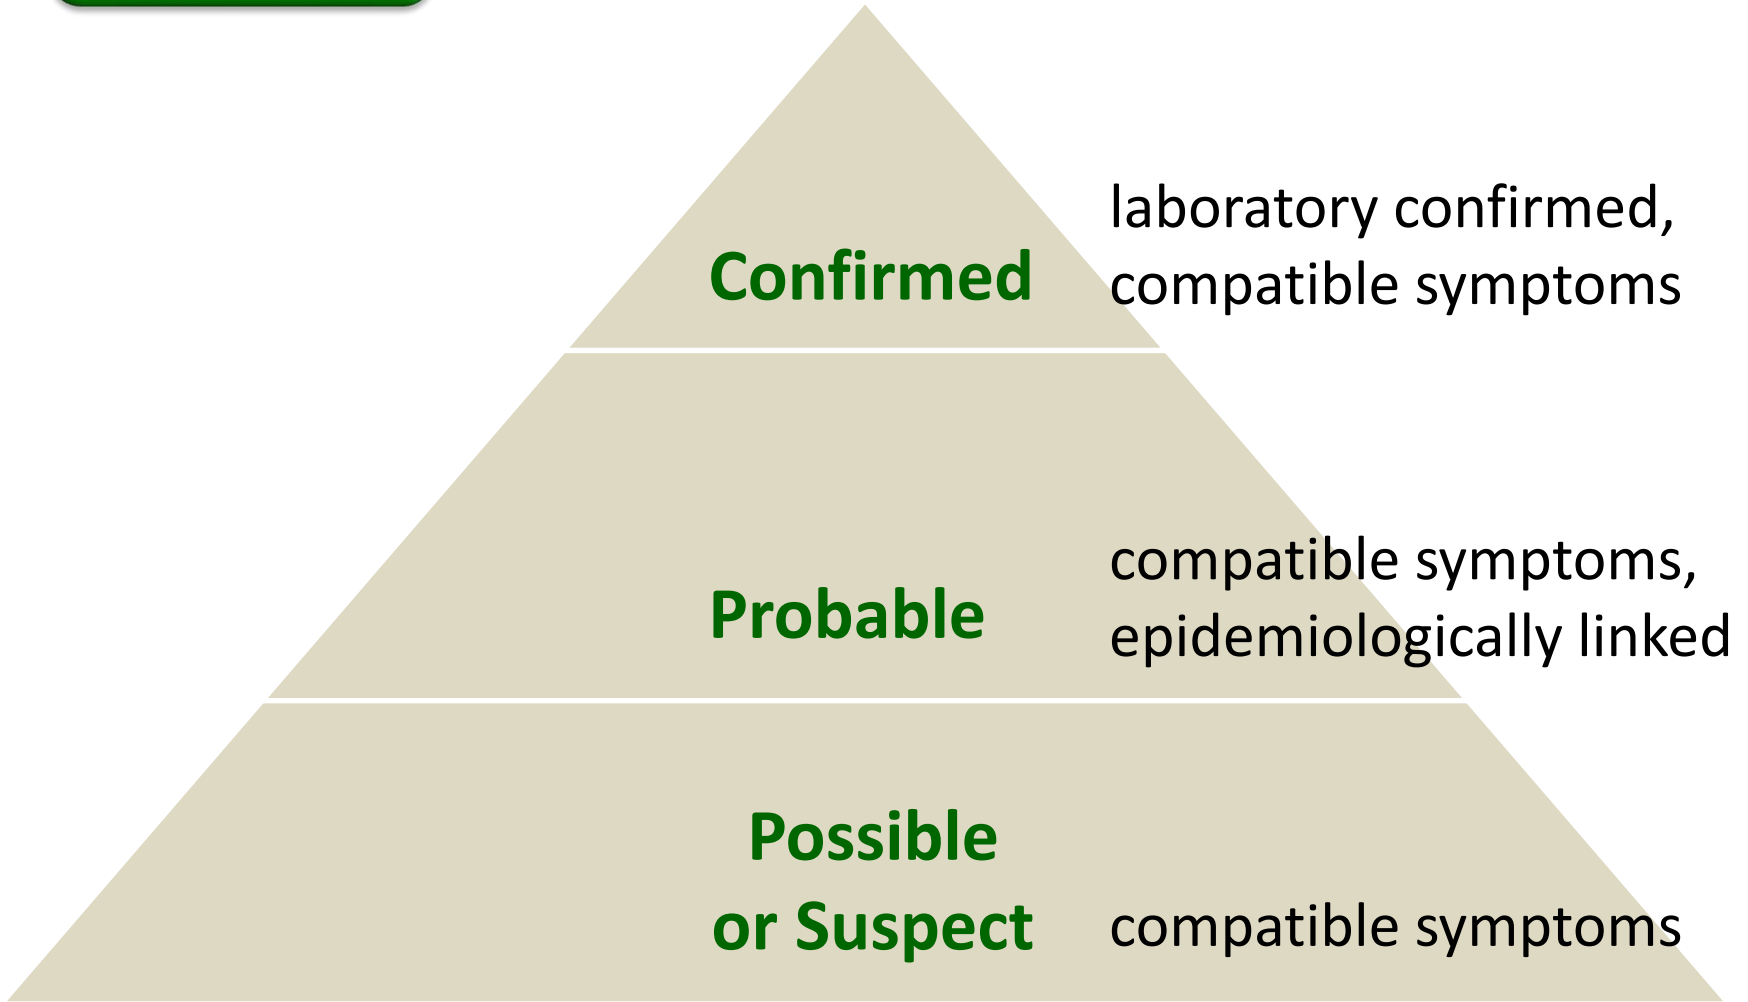 laboratory confirmed,
Confirmed
compatible symptoms
compatible symptoms,
Probable
epidemiologically linked
Possible
or Suspect
compatible symptoms